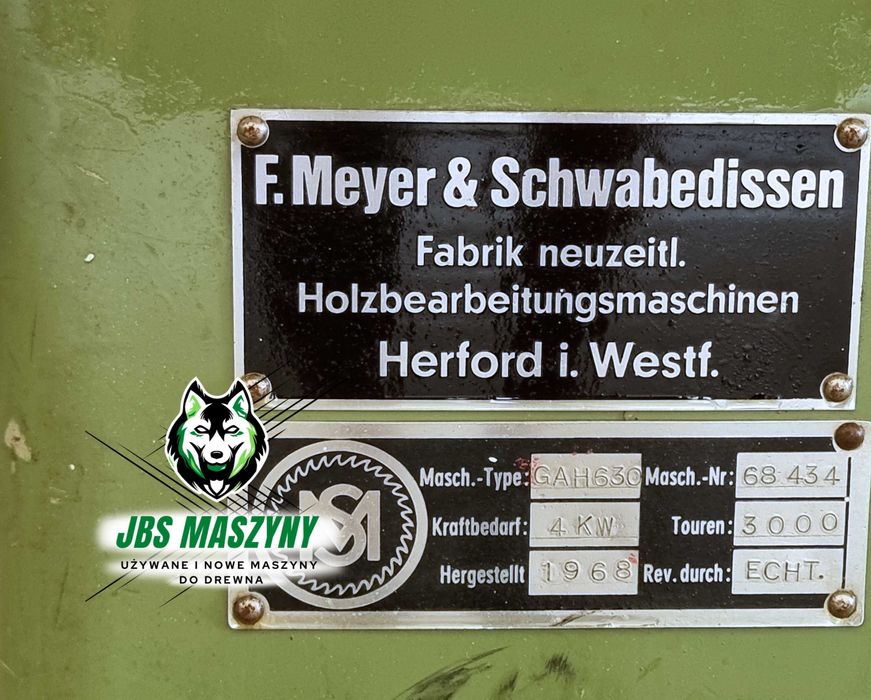 F. Meyer & Schwabedissen
Fabrik neuzeitl.
Holzbearbeitungsmaschinen
Herford i. Westf.
Masch.-Type: GAH630 Masch.-Nr: 68 434
Kraftbedarf: 4 KW Touren: 3000
Hergestellt 1968 Rev. durch: ECHT.
JBS MASZYNY
UŻYWANE I NOWE MASZYNY
DO DREWNA